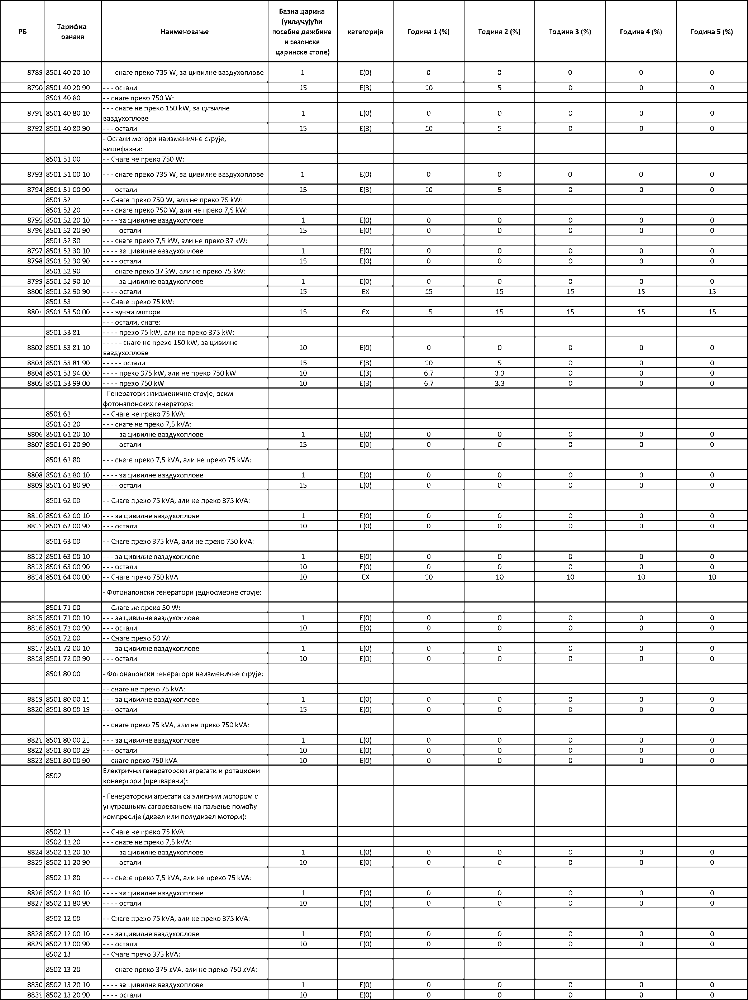 РБ Тарифна ознака Наименовање Базна царина (укључујући посебне дажбине и сезонске царинске стопе) категорија Година 1 (%) Година 2 (%) Година 3 (%) Година 4 (%) Година 5 (%)
8789 8501 40 20 10 - - - снаге преко 735 W, за цивилне ваздухоплове 1 E(0) 0 0 0 0 0
8790 8501 40 20 90 - - - остали 15 E(3) 10 5 0 0 0
8501 40 80 - - снаге преко 750 W:
8791 8501 40 80 10 - - - снаге не преко 150 kW, за цивилне ваздухоплове 1 E(0) 0 0 0 0 0
8792 8501 40 80 90 - - - остали 15 E(3) 10 5 0 0 0
- Остали мотори наизменичне струје, вишефазни:
8501 51 00 - - Снаге не преко 750 W:
8793 8501 51 00 10 - - - снаге преко 735 W, за цивилне ваздухоплове 1 E(0) 0 0 0 0 0
8794 8501 51 00 90 - - - остали 15 E(3) 10 5 0 0 0
8501 52 - - Снаге преко 750 W, али не преко 75 kW:
8501 52 20 - - - снаге преко 750 W, али не преко 7,5 kW:
8795 8501 52 20 10 - - - - за цивилне ваздухоплове 1 E(0) 0 0 0 0 0
8796 8501 52 20 90 - - - - остали 15 E(0) 0 0 0 0 0
8501 52 30 - - - снаге преко 7,5 kW, али не преко 37 kW:
8797 8501 52 30 10 - - - - за цивилне ваздухоплове 1 E(0) 0 0 0 0 0
8798 8501 52 30 90 - - - - остали 15 E(0) 0 0 0 0 0
8501 52 90 - - - снаге преко 37 kW, али не преко 75 kW:
8799 8501 52 90 10 - - - - за цивилне ваздухоплове 1 E(0) 0 0 0 0 0
8800 8501 52 90 90 - - - - остали 15 EX 15 15 15 15 15
8501 53 - - Снаге преко 75 kW:
8801 8501 53 50 00 - - - вучни мотори 15 EX 15 15 15 15 15
- - - остали, снаге:
8501 53 81 - - - - преко 75 kW, али не преко 375 kW:
8802 8501 53 81 10 - - - - - снаге не преко 150 kW, за цивилне ваздухоплове 10 E(0) 0 0 0 0 0
8803 8501 53 81 90 - - - - - остали 15 E(3) 10 5 0 0 0
8804 8501 53 94 00 - - - - преко 375 kW, али не преко 750 kW 10 E(3) 6.7 3.3 0 0 0
8805 8501 53 99 00 - - - - преко 750 kW 10 E(3) 6.7 3.3 0 0 0
- Генератори наизменичне струје, осим фотонапонских генератора:
8501 61 - - Снаге не преко 75 kVA:
8501 61 20 - - - снаге не преко 7,5 kVA:
8806 8501 61 20 10 - - - - за цивилне ваздухоплове 1 E(0) 0 0 0 0 0
8807 8501 61 20 90 - - - - остали 15 E(0) 0 0 0 0 0
8501 61 80 - - - снаге преко 7,5 kVA, али не преко 75 kVA:
8808 8501 61 80 10 - - - - за цивилне ваздухоплове 1 E(0) 0 0 0 0 0
8809 8501 61 80 90 - - - - остали 15 E(0) 0 0 0 0 0
8501 62 00 - - Снаге преко 75 kVA, али не преко 375 kVA:
8810 8501 62 00 10 - - - за цивилне ваздухоплове 1 E(0) 0 0 0 0 0
8811 8501 62 00 90 - - - остали 10 E(0) 0 0 0 0 0
8501 63 00 - - Снаге преко 375 kVA, али не преко 750 kVA:
8812 8501 63 00 10 - - - за цивилне ваздухоплове 1 E(0) 0 0 0 0 0
8813 8501 63 00 90 - - - остали 10 E(0) 0 0 0 0 0
8814 8501 64 00 00 - - Снаге преко 750 kVA 10 EX 10 10 10 10 10
- Фотонапонски генератори једносмерне струје:
8501 71 00 - - Снаге не преко 50 W:
8815 8501 71 00 10 - - - за цивилне ваздухоплове 1 E(0) 0 0 0 0 0
8816 8501 71 00 90 - - - остали 10 E(0) 0 0 0 0 0
8501 72 00 - - Снаге преко 50 W:
8817 8501 72 00 10 - - - за цивилне ваздухоплове 1 E(0) 0 0 0 0 0
8818 8501 72 00 90 - - - остали 10 E(0) 0 0 0 0 0
8501 80 00 - Фотонапонски генератори наизменичне струје:
- - снаге не преко 75 kVA:
8819 8501 80 00 11 - - - за цивилне ваздухоплове 1 E(0) 0 0 0 0 0
8820 8501 80 00 19 - - - остали 15 E(0) 0 0 0 0 0
- - снаге преко 75 kVA, али не преко 750 kVA:
8821 8501 80 00 21 - - - за цивилне ваздухоплове 1 E(0) 0 0 0 0 0
8822 8501 80 00 29 - - - остали 10 E(0) 0 0 0 0 0
8823 8501 80 00 90 - - снаге преко 750 kVA 10 E(0) 0 0 0 0 0
8502 Електрични генераторски агрегати и ротациони конвертори (претварачи):
- Генераторски агрегати са клипним мотором с унутрашњим сагоревањем на паљење помоћу компресије (дизел или полудизел мотори):
8502 11 - - Снаге не преко 75 kVA:
8502 11 20 - - - снаге не преко 7,5 kVA:
8824 8502 11 20 10 - - - - за цивилне ваздухоплове 1 E(0) 0 0 0 0 0
8825 8502 11 20 90 - - - - остали 10 E(0) 0 0 0 0 0
8502 11 80 - - - снаге преко 7,5 kVA, али не преко 75 kVA:
8826 8502 11 80 10 - - - - за цивилне ваздухоплове 1 E(0) 0 0 0 0 0
8827 8502 11 80 90 - - - - остали 10 E(0) 0 0 0 0 0
8502 12 00 - - Снаге преко 75 kVA, али не преко 375 kVA:
8828 8502 12 00 10 - - - за цивилне ваздухоплове 1 E(0) 0 0 0 0 0
8829 8502 12 00 90 - - - остали 10 E(0) 0 0 0 0 0
8502 13 - - Снаге преко 375 kVA:
8502 13 20 - - - снаге преко 375 kVA, али не преко 750 kVA:
8830 8502 13 20 10 - - - - за цивилне ваздухоплове 1 E(0) 0 0 0 0 0
8831 8502 13 20 90 - - - - остали 10 E(0) 0 0 0 0 0